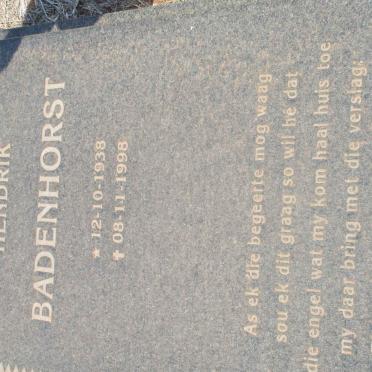 HENDRIK
BADENHORST
* 12-10-1938
✝ 08-11-1998
As ek die begeerte mog waag
sou ek dit graag so wil hê dat
die engel wat my kom haal huis toe
my daar bring met die verslag: